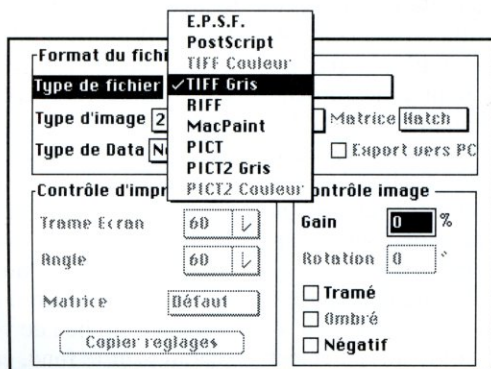 E.P.S.F.
PostScript
TIFF Couleur
✓TIFF Gris
RIFF
MacPaint
PICT
PICT2 Gris
PICT2 Couleur
Format du fichi
Type de fichier
Type d'image 2 Matrice Hatch
Type de Data No Export vers PC
Contrôle d'impr
Trame Ecran 60
Angle 60
Matrice Défaut
Copier reglages
ontrôle image
Gain 0 %
Rotation 0 °
Tramé
Ombré
Négatif